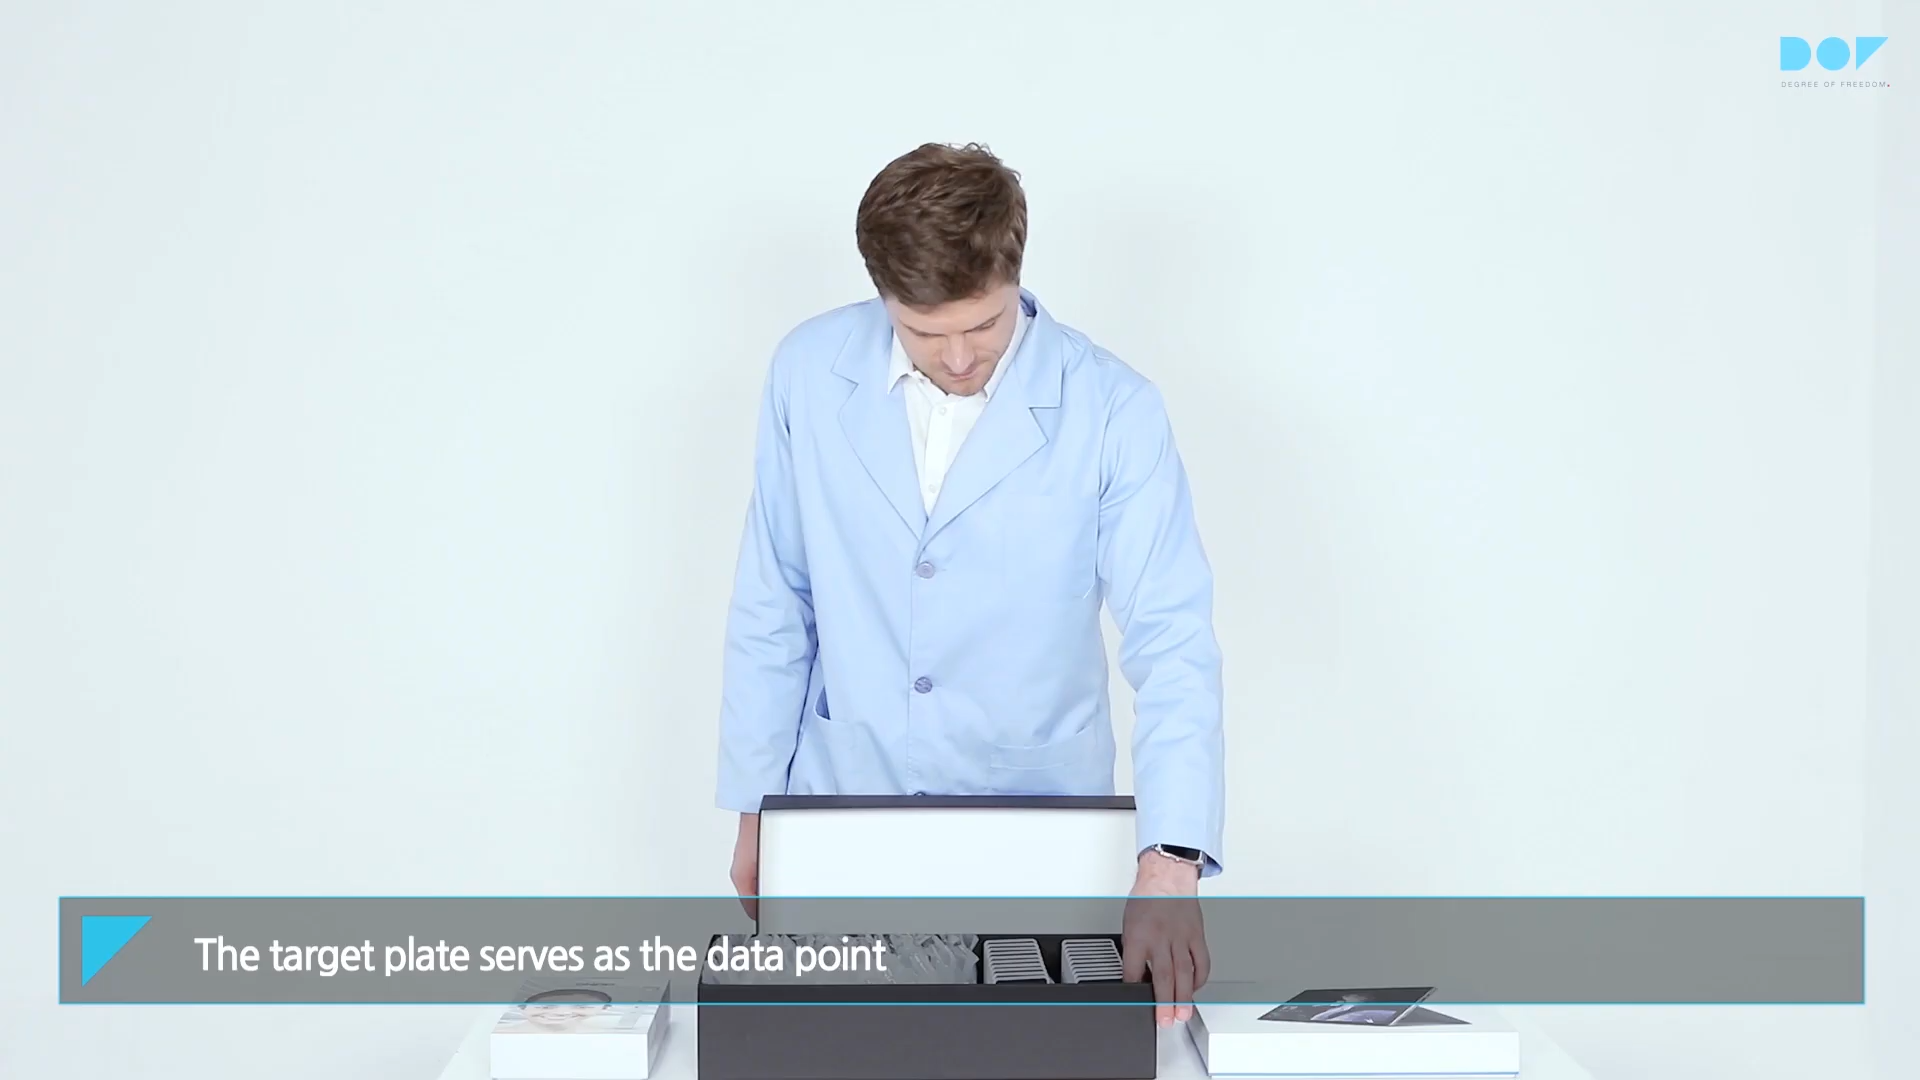 DOF
DEGREE OF FREEDOM.
The target plate serves as the data point